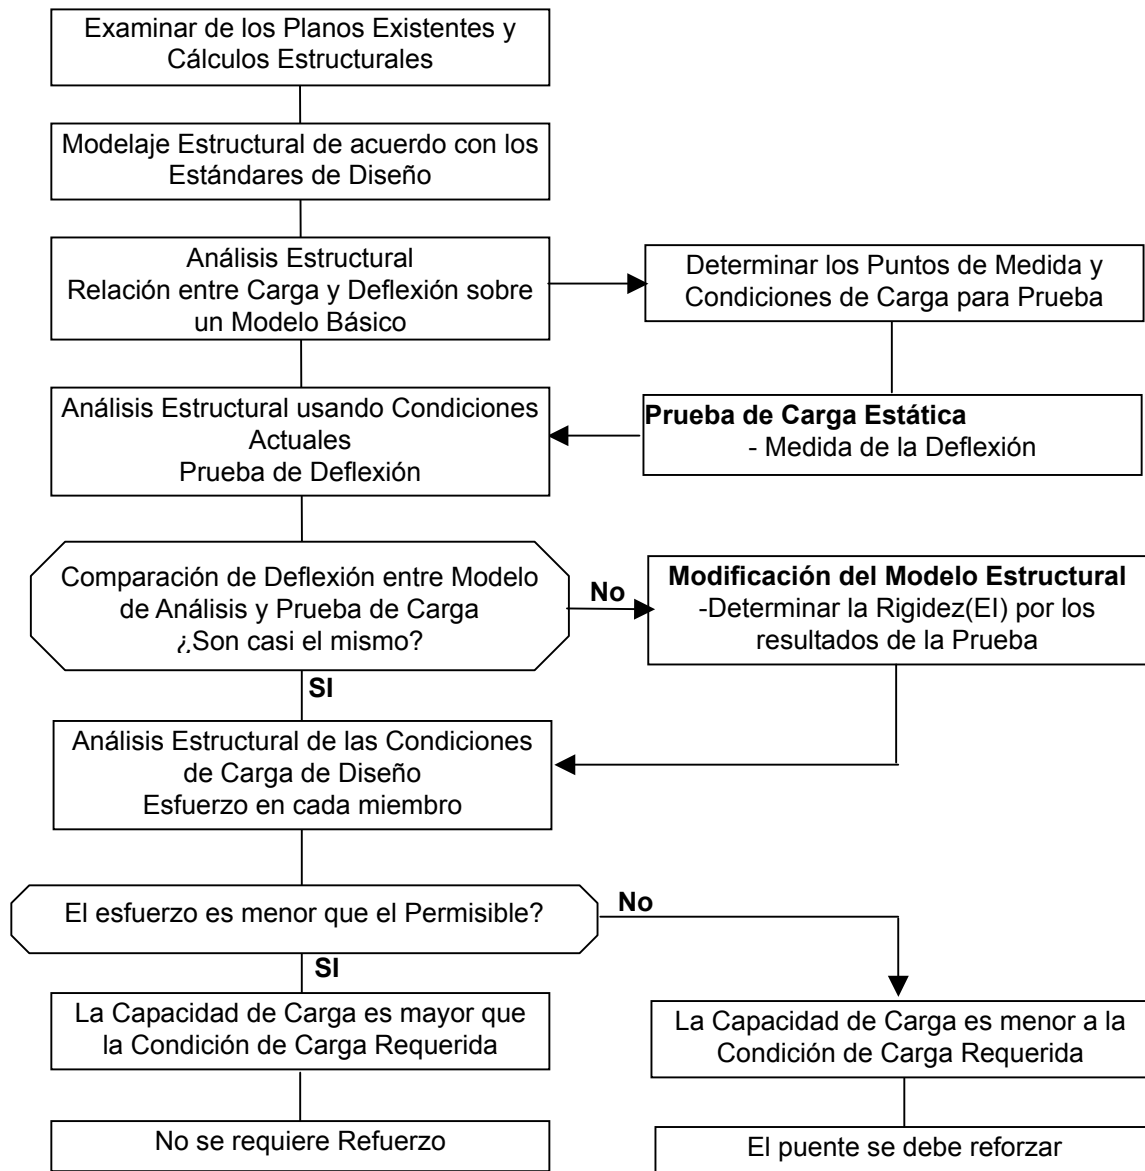 Examinar de los Planos Existentes y
Cálculos Estructurales
Modelaje Estructural de acuerdo con los
Estándares de Diseño
Análisis Estructural
Relación entre Carga y Deflexión sobre
un Modelo Básico
Determinar los Puntos de Medida y
Condiciones de Carga para Prueba
Análisis Estructural usando Condiciones
Actuales
Prueba de Deflexión
Prueba de Carga Estática
- Medida de la Deflexión
Comparación de Deflexión entre Modelo
de Análisis y Prueba de Carga
¿Son casi el mismo?
No
Modificación del Modelo Estructural
-Determinar la Rigidez(EI) por los
resultados de la Prueba
SI
Análisis Estructural de las Condiciones
de Carga de Diseño
Esfuerzo en cada miembro
El esfuerzo es menor que el Permisible?
No
SI
La Capacidad de Carga es mayor que
la Condición de Carga Requerida
La Capacidad de Carga es menor a la
Condición de Carga Requerida
No se requiere Refuerzo
El puente se debe reforzar